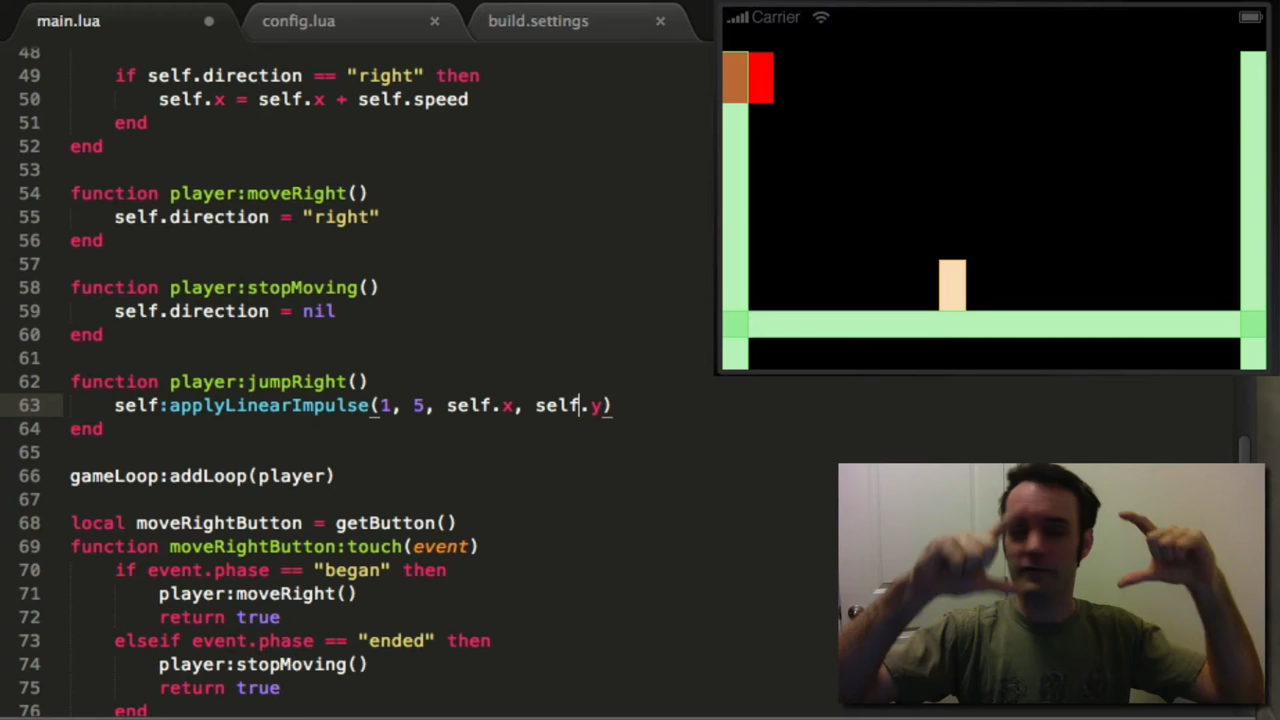 main.lua config.lua build.settings
Carrier
48
49 if self.direction == "right" then
50 self.x = self.x + self.speed
51 end
52 end
53
54 function player:moveRight()
55 self.direction = "right"
56 end
57
58 function player:stopMoving()
59 self.direction = nil
60 end
61
62 function player:jumpRight()
63 self:applyLinearImpulse(1, 5, self.x, self.y)
64 end
65
66 gameLoop:addLoop(player)
67
68 local moveRightButton = getButton()
69 function moveRightButton:touch(event)
70 if event.phase == "began" then
71 player:moveRight()
72 return true
73 elseif event.phase == "ended" then
74 player:stopMoving()
75 return true
76 end